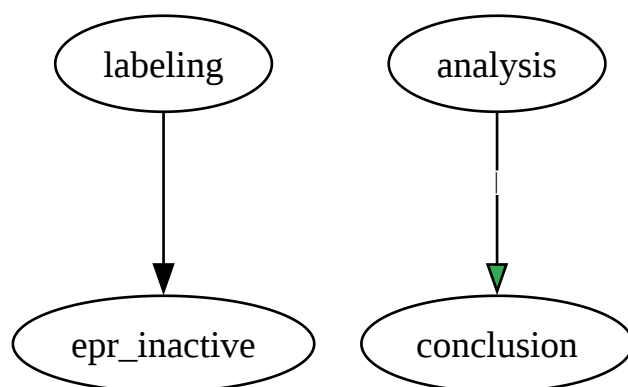 labeling
analysis
epr_inactive
conclusion